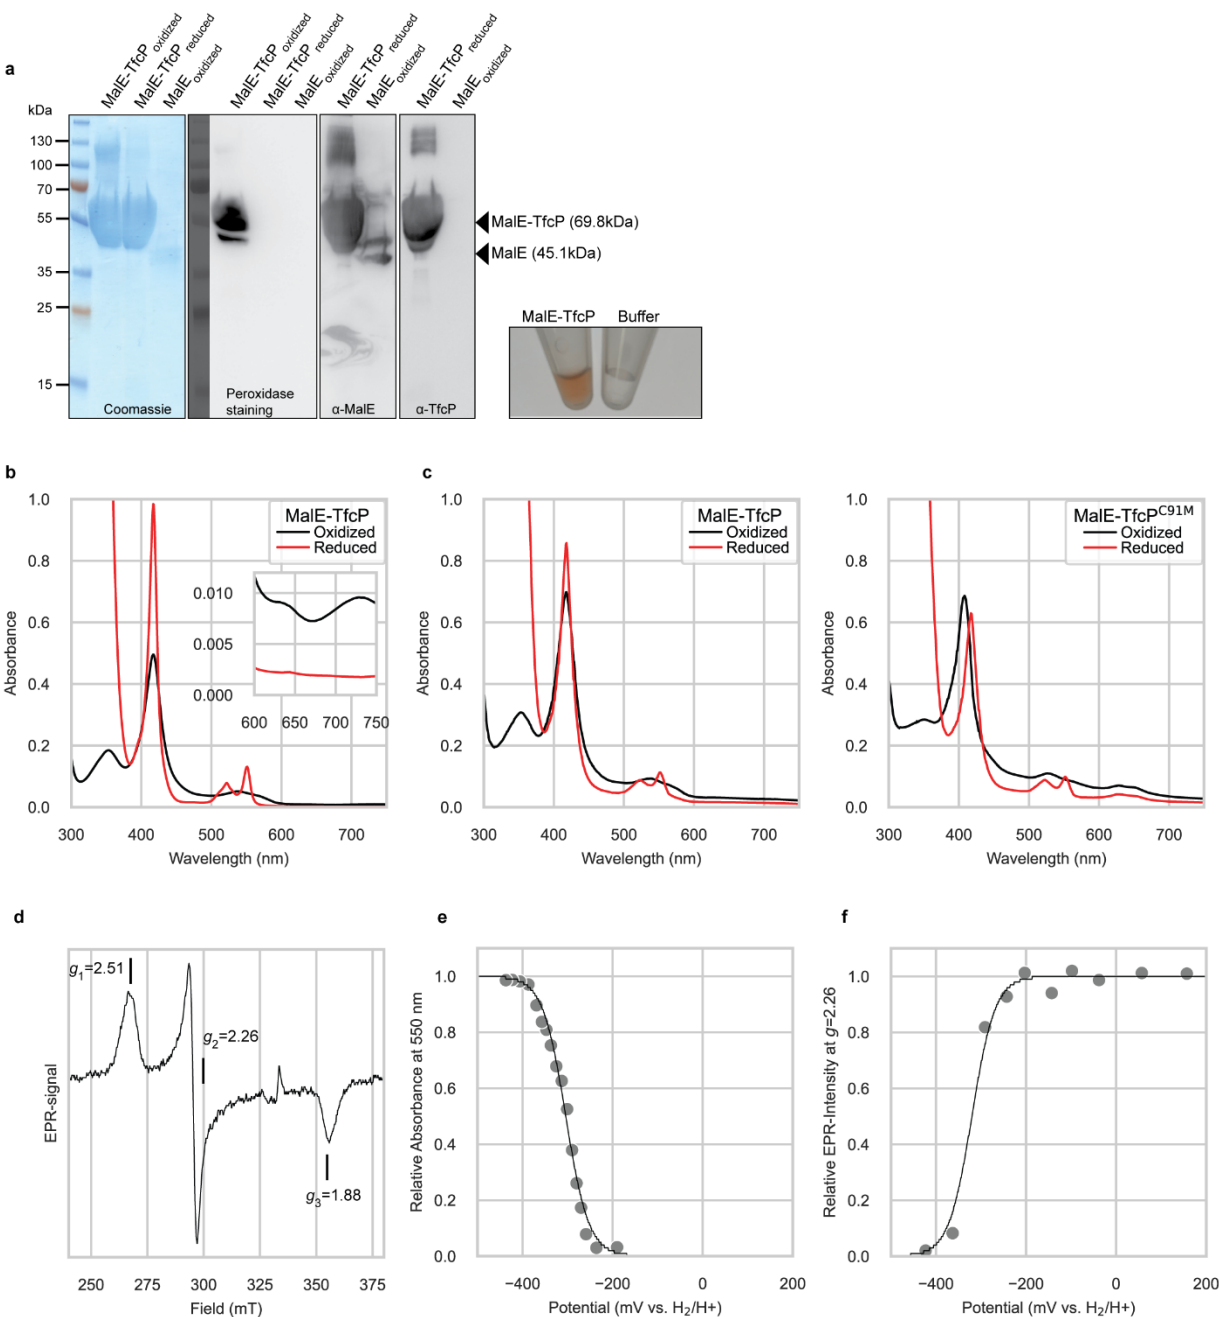 a
MalE-TfcP oxidized
MalE-TfcP reduced
MalE oxidized
MalE-TfcP oxidized
MalE-TfcP reduced
MalE oxidized
MalE-TfcP reduced
MalE oxidized
MalE-TfcP reduced
MalE oxidized
kDa
130
100
70
55
35
25
15
Coomassie
Peroxidase
staining
α-MalE
α-TfcP
MalE-TfcP (69.8kDa)
MalE (45.1kDa)
MalE-TfcP Buffer
b
MalE-TfcP
Oxidized
Reduced
1.0
0.8
0.6
0.4
0.2
0.0
Absorbance
0.010
0.005
0.000
600 650 700 750
300 400 500 600 700
Wavelength (nm)
c
MalE-TfcP
Oxidized
Reduced
1.0
0.8
0.6
0.4
0.2
0.0
Absorbance
300 400 500 600 700
Wavelength (nm)
MalE-TfcP^C91M
Oxidized
Reduced
1.0
0.8
0.6
0.4
0.2
0.0
Absorbance
300 400 500 600 700
Wavelength (nm)
d
g1=2.51
g2=2.26
g3=1.88
EPR-signal
250 275 300 325 350 375
Field (mT)
e
1.0
0.8
0.6
0.4
0.2
0.0
Relative Absorbance at 550 nm
−400 −200 0 200
Potential (mV vs. H2/H+)
f
1.0
0.8
0.6
0.4
0.2
0.0
Relative EPR-Intensity at g=2.26
−400 −200 0 200
Potential (mV vs. H2/H+)